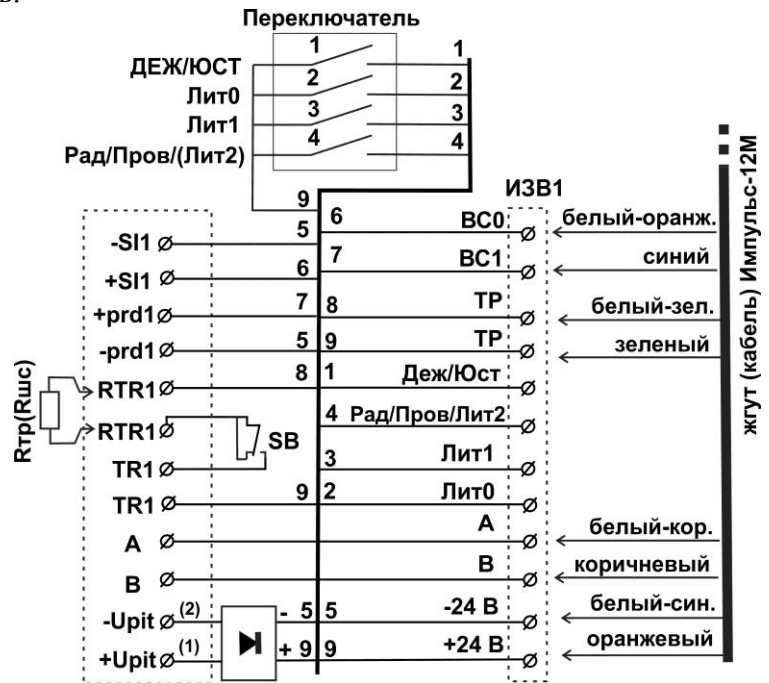 в.
Переключатель
1 1
ДЕЖ/ЮСТ
2 2
Лит0
3 3
Лит1
4 4
Рад/Пров/(Лит2)
ИЗВ1
9
-SI1 5 6 ВС0 белый-оранж.
+SI1 6 7 ВС1 синий
+prd1 7 8 ТР белый-зел.
-prd1 5 9 ТР зеленый
RTR1 8 1 Деж/Юст
RTR1 4 Рад/Пров/Лит2
SB
TR1 3 Лит1
TR1 9 2 Лит0
А А белый-кор.
В В коричневый
-Upit (2) - 5 5 -24 В белый-син.
+Upit (1) + 9 9 +24 В оранжевый
Rтр(Rшс)
жгут (кабель) Импульс-12М